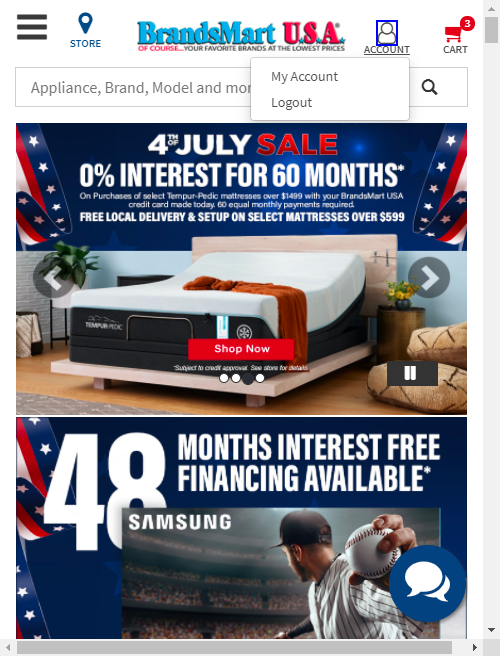 BrandsMart U.S.A.
OF COURSE...YOUR FAVORITE BRANDS AT THE LOWEST PRICES
STORE
ACCOUNT
3
CART
My Account
Logout
Appliance, Brand, Model and mor
4TH OF JULY SALE
0% INTEREST FOR 60 MONTHS*
On Purchases of select Tempur-Pedic mattresses over $1499 with your BrandsMart USA
credit card made today. 60 equal monthly payments required.
FREE LOCAL DELIVERY & SETUP ON SELECT MATTRESSES OVER $599
TEMPUR-PEDIC
Shop Now
*Subject to credit approval. See store for details
48 MONTHS INTEREST FREE
FINANCING AVAILABLE*
SAMSUNG